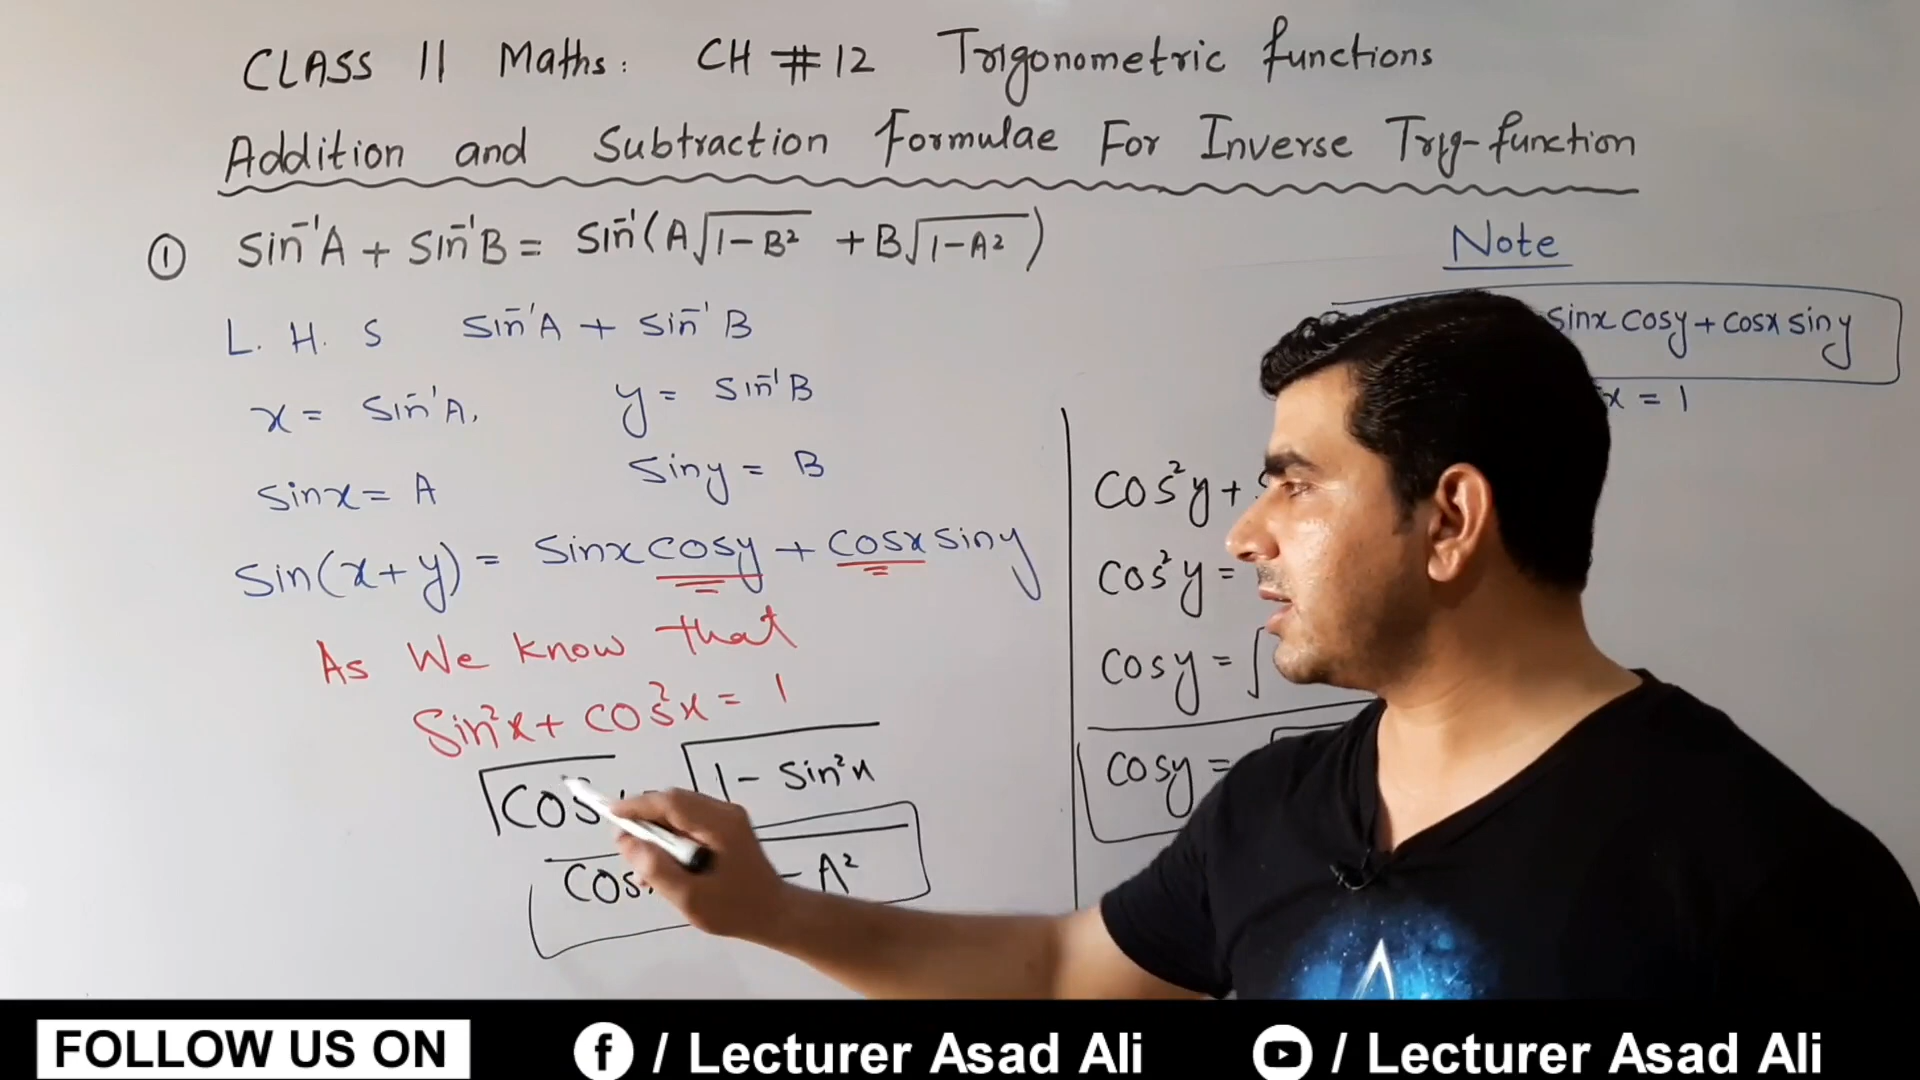 CLASS 11 Maths: CH # 12 Trigonometric functions
Addition and Subtraction Formulae For Inverse Trig-function
① Sin⁻¹A + Sin⁻¹B = Sin⁻¹(A√1-B² + B√1-A²)
L. H. S Sin⁻¹A + Sin⁻¹B
x = Sin⁻¹A, y = Sin⁻¹B
Sinx = A Siny = B
Sin(x+y) = Sinx cosy + cosx siny
As We know that
Sin²x + cos²x = 1
cos √1 - Sin²x
cos - A²
Note
Sinx cosy + cosx siny
x = 1
cos²y +
cos²y =
cosy = √
cosy =
FOLLOW US ON f / Lecturer Asad Ali / Lecturer Asad Ali